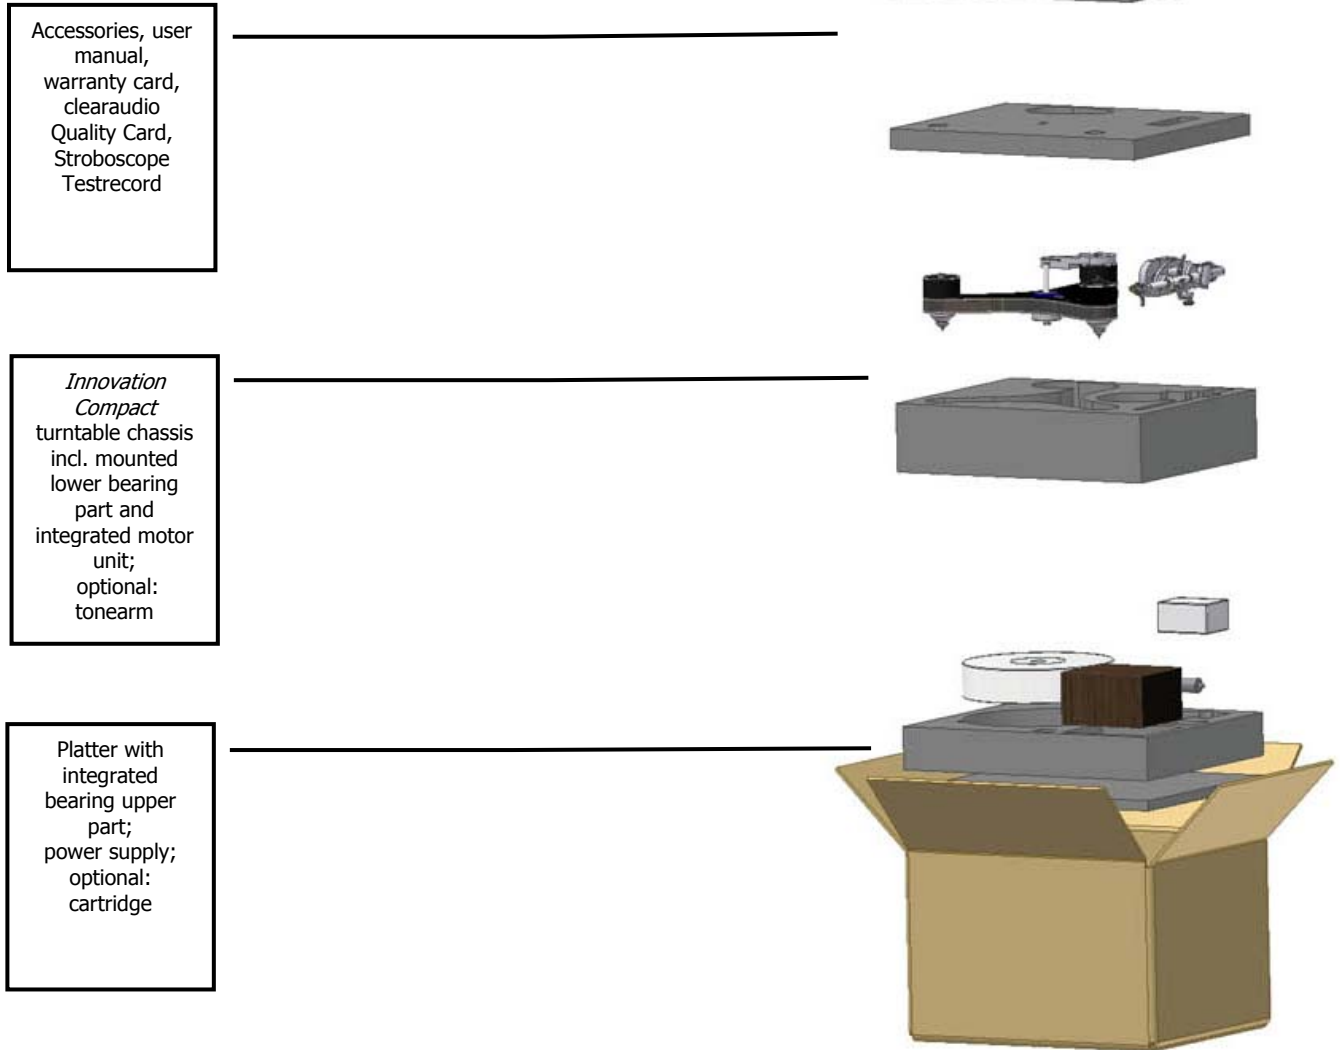 Accessories, user
manual,
warranty card,
clearaudio
Quality Card,
Stroboscope
Testrecord
Innovation
Compact
turntable chassis
incl. mounted
lower bearing
part and
integrated motor
unit;
optional:
tonearm
Platter with
integrated
bearing upper
part;
power supply;
optional:
cartridge